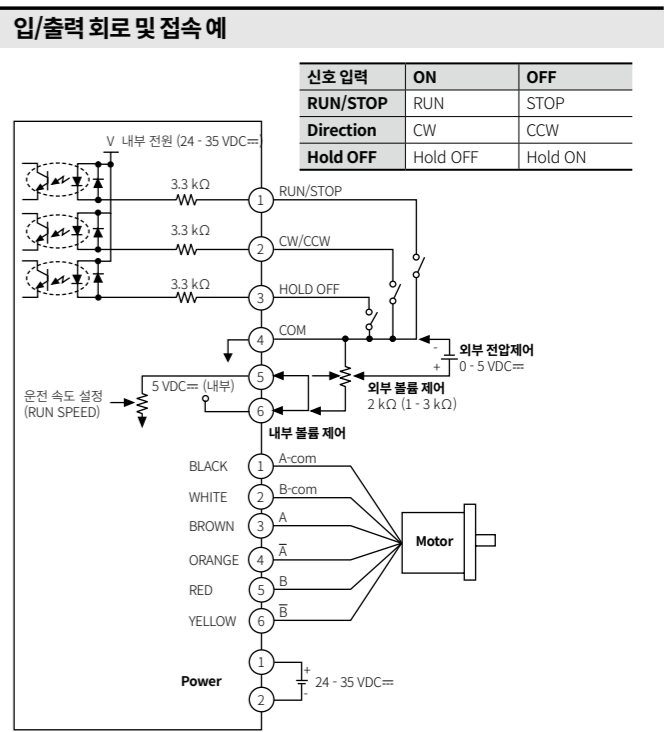 입/출력 회로 및 접속 예
신호 입력 ON OFF
RUN/STOP RUN STOP
Direction CW CCW
Hold OFF Hold OFF Hold ON
V 내부 전원 (24 - 35 VDC⎓)
3.3 kΩ
1 RUN/STOP
3.3 kΩ
2 CW/CCW
3.3 kΩ
3 HOLD OFF
4 COM
- 외부 전압제어
+ 0 - 5 VDC⎓
외부 볼륨 제어
2 kΩ (1 - 3 kΩ)
운전 속도 설정
(RUN SPEED)
5 VDC⎓ (내부)
5
6
내부 볼륨 제어
BLACK 1 A-com
WHITE 2 B-com
BROWN 3 A
ORANGE 4 A̅
RED 5 B
YELLOW 6 B̅
Motor
Power
1
+
24 - 35 VDC⎓
-
2